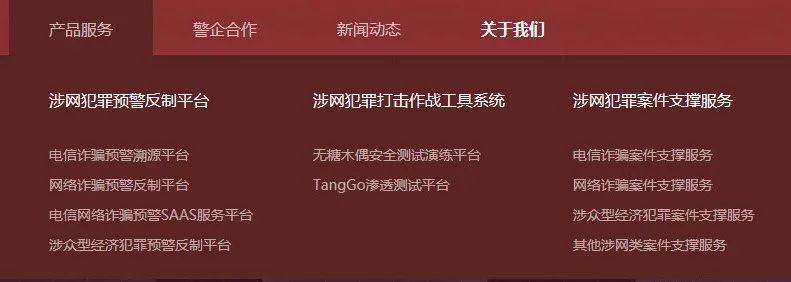 产品服务 警企合作 新闻动态 关于我们
涉网犯罪预警反制平台 涉网犯罪打击作战工具系统 涉网犯罪案件支撑服务
电信诈骗预警溯源平台 无糖木偶安全测试演练平台 电信诈骗案件支撑服务
网络诈骗预警反制平台 TangGo渗透测试平台 网络诈骗案件支撑服务
电信网络诈骗预警SAAS服务平台 涉众型经济犯罪案件支撑服务
涉众型经济犯罪预警反制平台 其他涉网类案件支撑服务